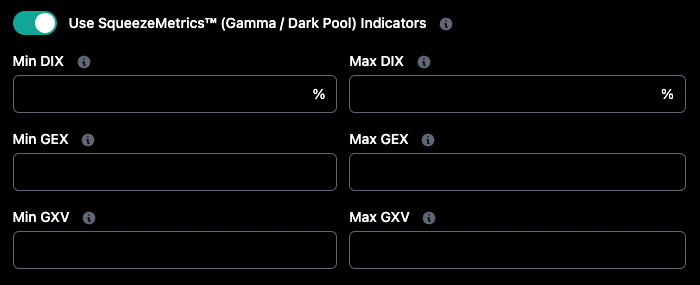 Use SqueezeMetrics™ (Gamma / Dark Pool) Indicators
Min DIX Max DIX
% %
Min GEX Max GEX
Min GXV Max GXV